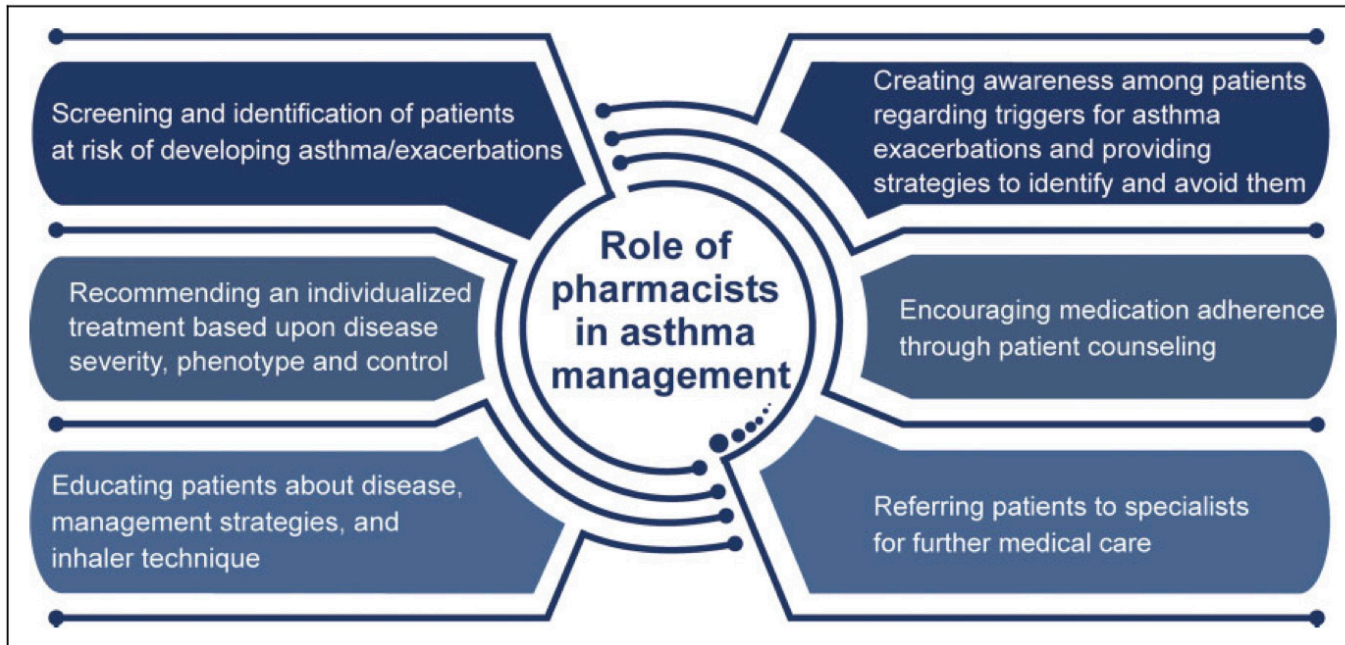 Screening and identification of patients
at risk of developing asthma/exacerbations
Recommending an individualized
treatment based upon disease
severity, phenotype and control
Educating patients about disease,
management strategies, and
inhaler technique
Role of
pharmacists
in asthma
management
Creating awareness among patients
regarding triggers for asthma
exacerbations and providing
strategies to identify and avoid them
Encouraging medication adherence
through patient counseling
Referring patients to specialists
for further medical care